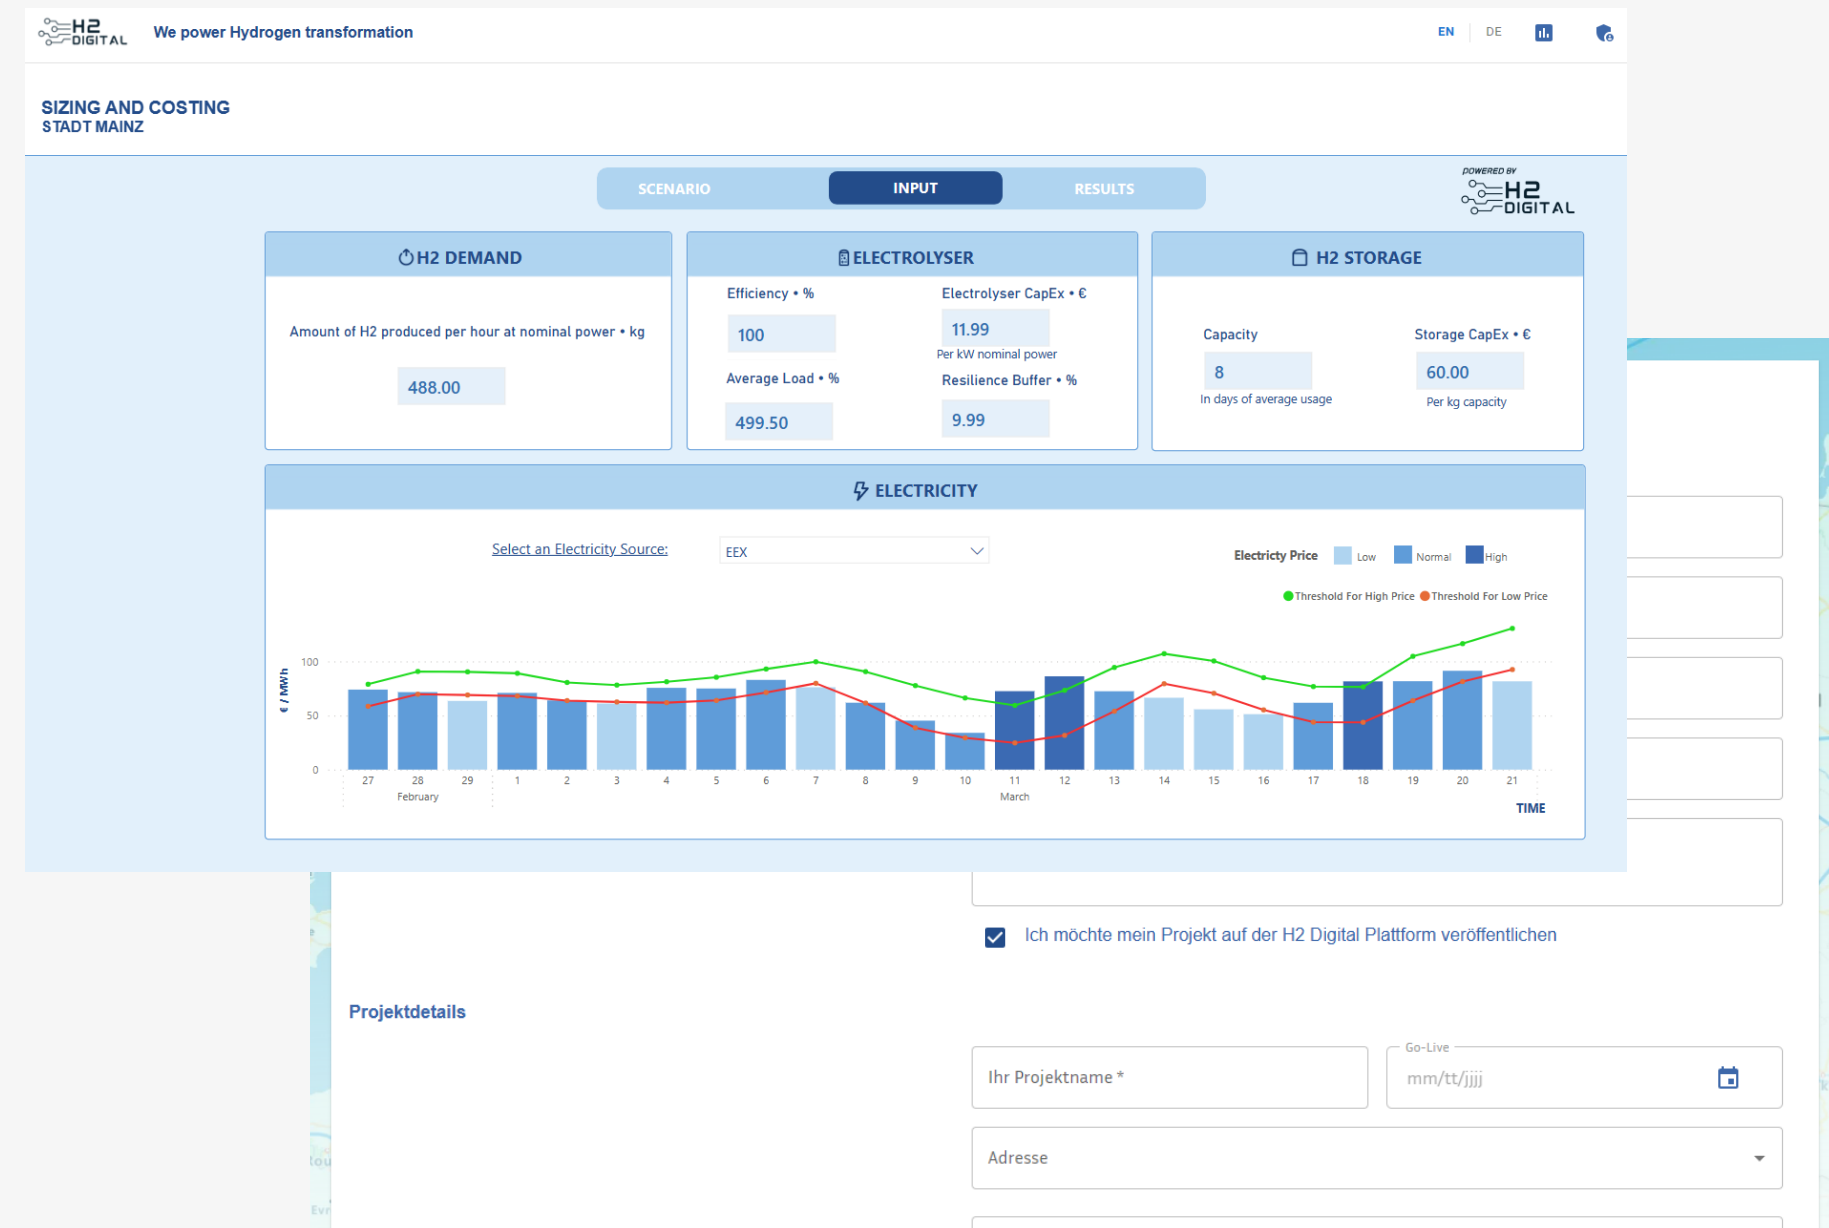 H2 DIGITAL
We power Hydrogen transformation
EN DE
SIZING AND COSTING
STADT MAINZ
SCENARIO INPUT RESULTS
POWERED BY
H2 DIGITAL
H2 DEMAND
Amount of H2 produced per hour at nominal power • kg
488.00
ELECTROLYSER
Efficiency • % Electrolyser CapEx • €
100 11.99
Per kW nominal power
Average Load • % Resilience Buffer • %
499.50 9.99
H2 STORAGE
Capacity Storage CapEx • €
8 60.00
In days of average usage Per kg capacity
ELECTRICITY
Select an Electricity Source: EEX
Electricty Price Low Normal High
Threshold For High Price Threshold For Low Price
€ / MWh
100
50
0
27 28 29 1 2 3 4 5 6 7 8 9 10 11 12 13 14 15 16 17 18 19 20 21
February March
TIME
Ich möchte mein Projekt auf der H2 Digital Plattform veröffentlichen
Projektdetails
Ihr Projektname *
Go-Live
mm/tt/jjjj
Adresse